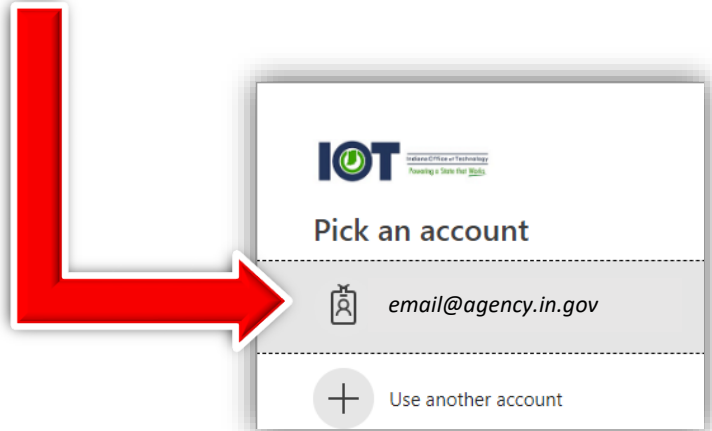 IOT
Indiana Office of Technology
Powering a State that Works.
Pick an account
email@agency.in.gov
Use another account